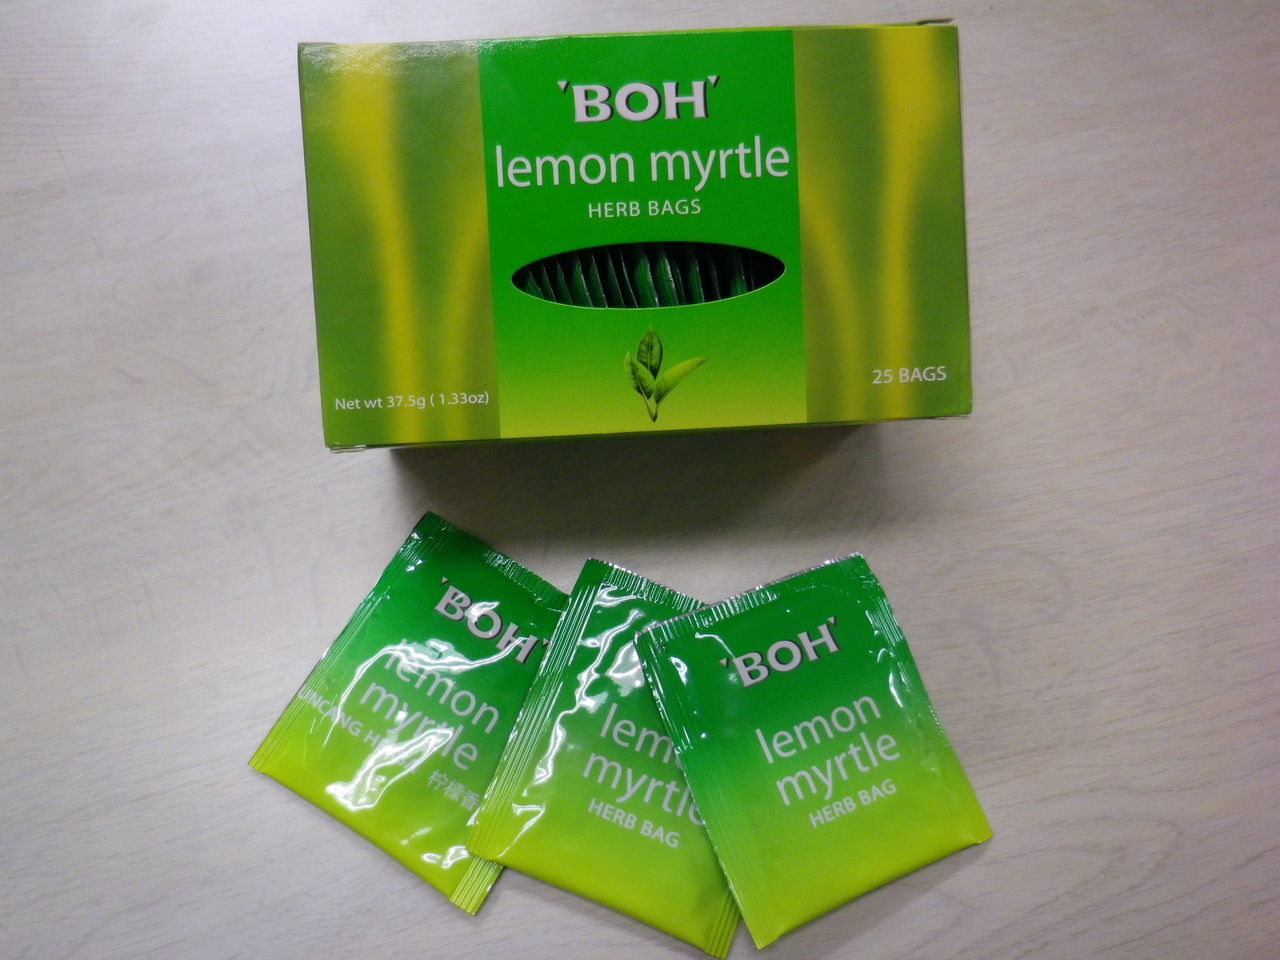 'BOH'
lemon myrtle
HERB BAGS
Net wt 37.5g ( 1.33oz)
25 BAGS
'BOH'
lemon
myrtle
柠檬香
'BOH'
lemon
myrtle
HERB BAG
lem
myrtle
HERB BAG